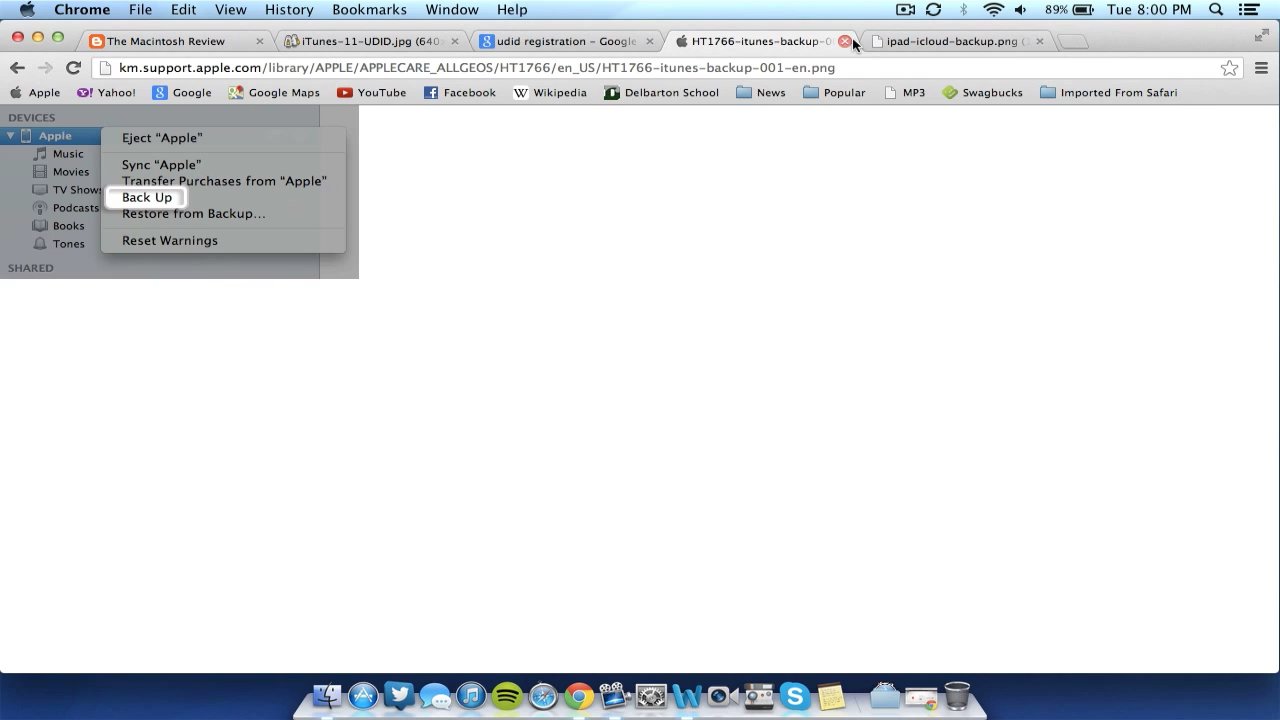 Chrome File Edit View History Bookmarks Window Help 89% Tue 8:00 PM
The Macintosh Review iTunes-11-UDID.jpg (640 udid registration – Google HT1766-itunes-backup-0 ipad-icloud-backup.png (
km.support.apple.com/library/APPLE/APPLECARE_ALLGEOS/HT1766/en_US/HT1766-itunes-backup-001-en.png
Apple Yahoo! Google Google Maps YouTube Facebook Wikipedia Delbarton School News Popular MP3 Swagbucks Imported From Safari
DEVICES
Apple
Music
Movies
TV Shows
Podcasts
Books
Tones
SHARED
Eject “Apple”
Sync “Apple”
Transfer Purchases from “Apple”
Back Up
Restore from Backup...
Reset Warnings